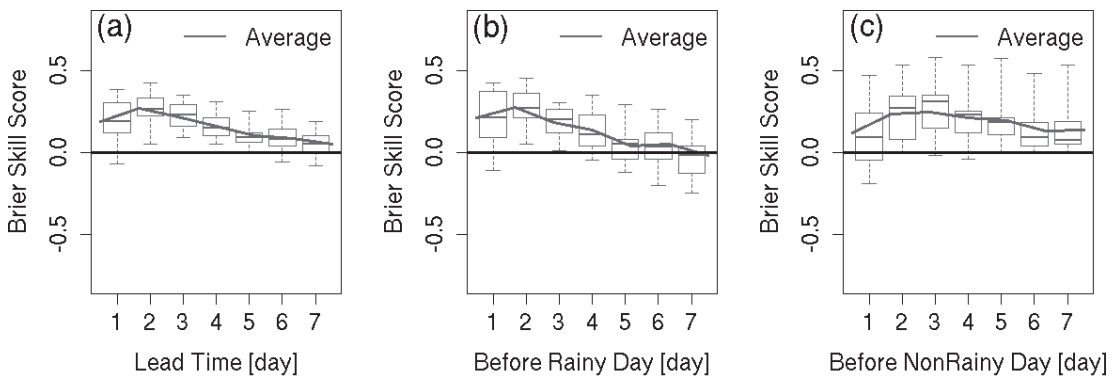 (a)
Average
Brier Skill Score
0.5
0.0
-0.5
1 2 3 4 5 6 7
Lead Time [day]
(b)
Average
Brier Skill Score
0.5
0.0
-0.5
1 2 3 4 5 6 7
Before Rainy Day [day]
(c)
Average
Brier Skill Score
0.5
0.0
-0.5
1 2 3 4 5 6 7
Before NonRainy Day [day]